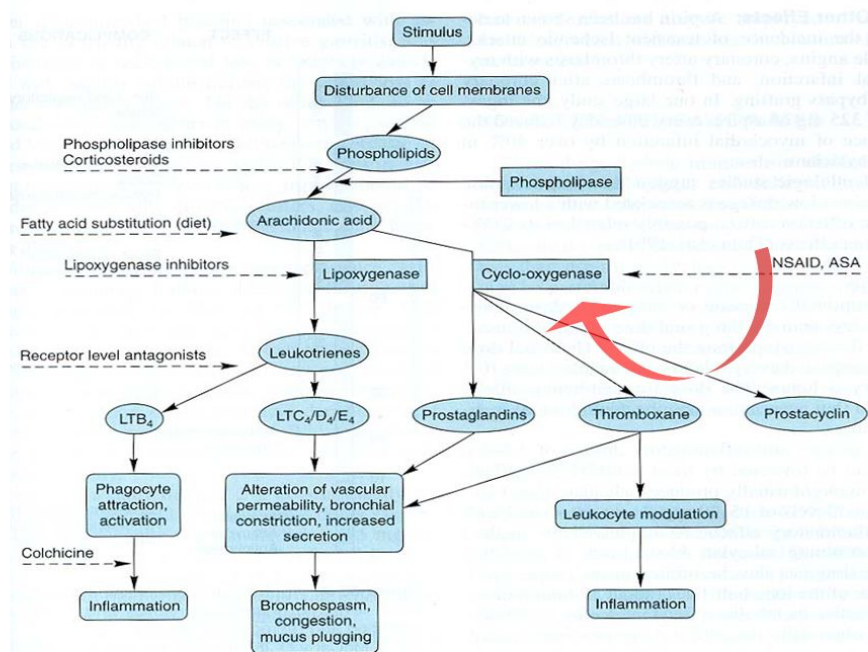 Stimulus
Disturbance of cell membranes
Phospholipase inhibitors
Corticosteroids
Phospholipids
Phospholipase
Fatty acid substitution (diet)
Arachidonic acid
Lipoxygenase inhibitors
Lipoxygenase
Cyclo-oxygenase
NSAID, ASA
Receptor level antagonists
Leukotrienes
LTB₄
LTC₄/D₄/E₄
Prostaglandins
Thromboxane
Prostacyclin
Phagocyte
attraction,
activation
Alteration of vascular
permeability, bronchial
constriction, increased
secretion
Leukocyte modulation
Colchicine
Inflammation
Bronchospasm,
congestion,
mucus plugging
Inflammation